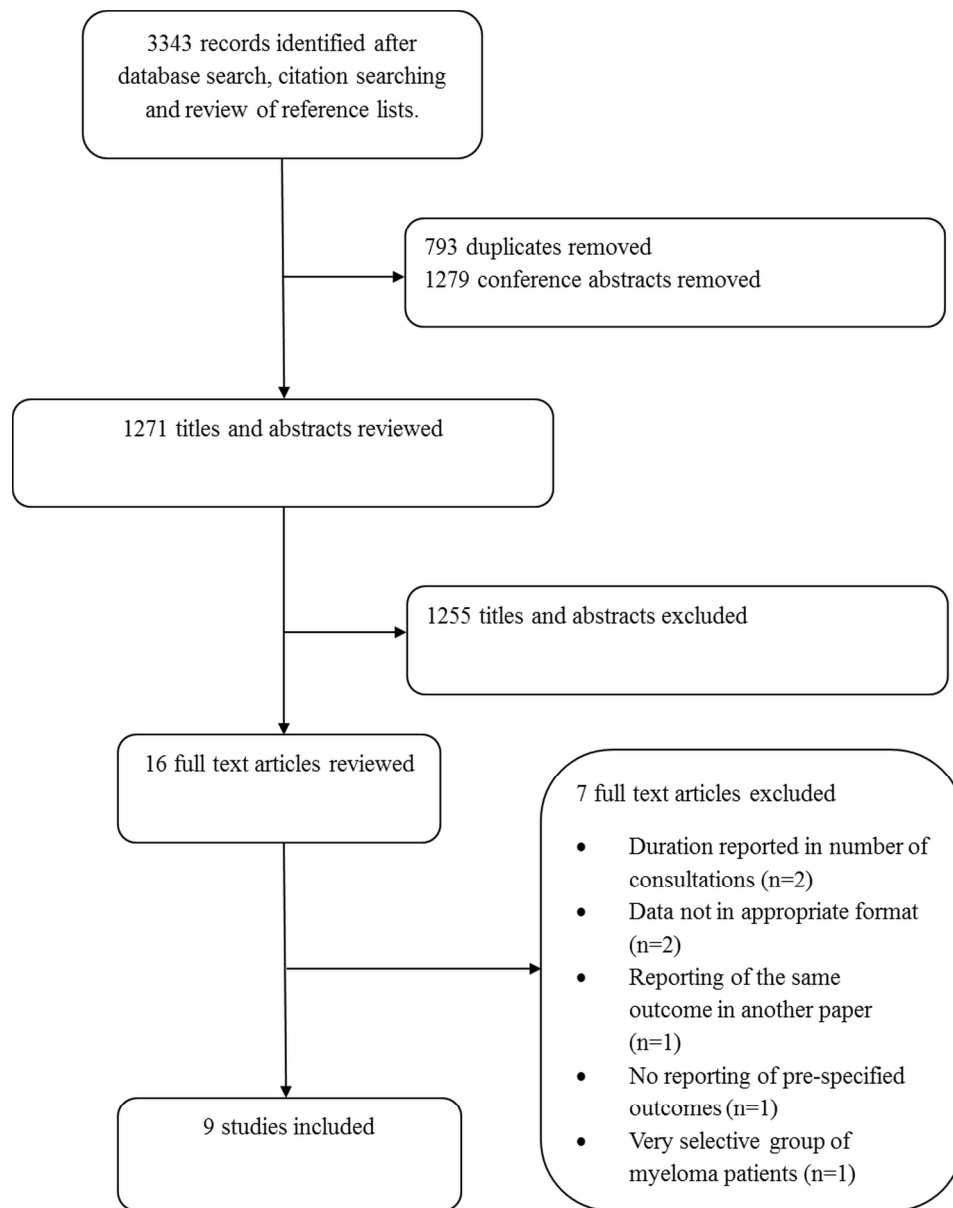 3343 records identified after
database search, citation searching
and review of reference lists.
793 duplicates removed
1279 conference abstracts removed
1271 titles and abstracts reviewed
1255 titles and abstracts excluded
16 full text articles reviewed
7 full text articles excluded
• Duration reported in number of
consultations (n=2)
• Data not in appropriate format
(n=2)
• Reporting of the same
outcome in another paper
(n=1)
• No reporting of pre-specified
outcomes (n=1)
• Very selective group of
myeloma patients (n=1)
9 studies included